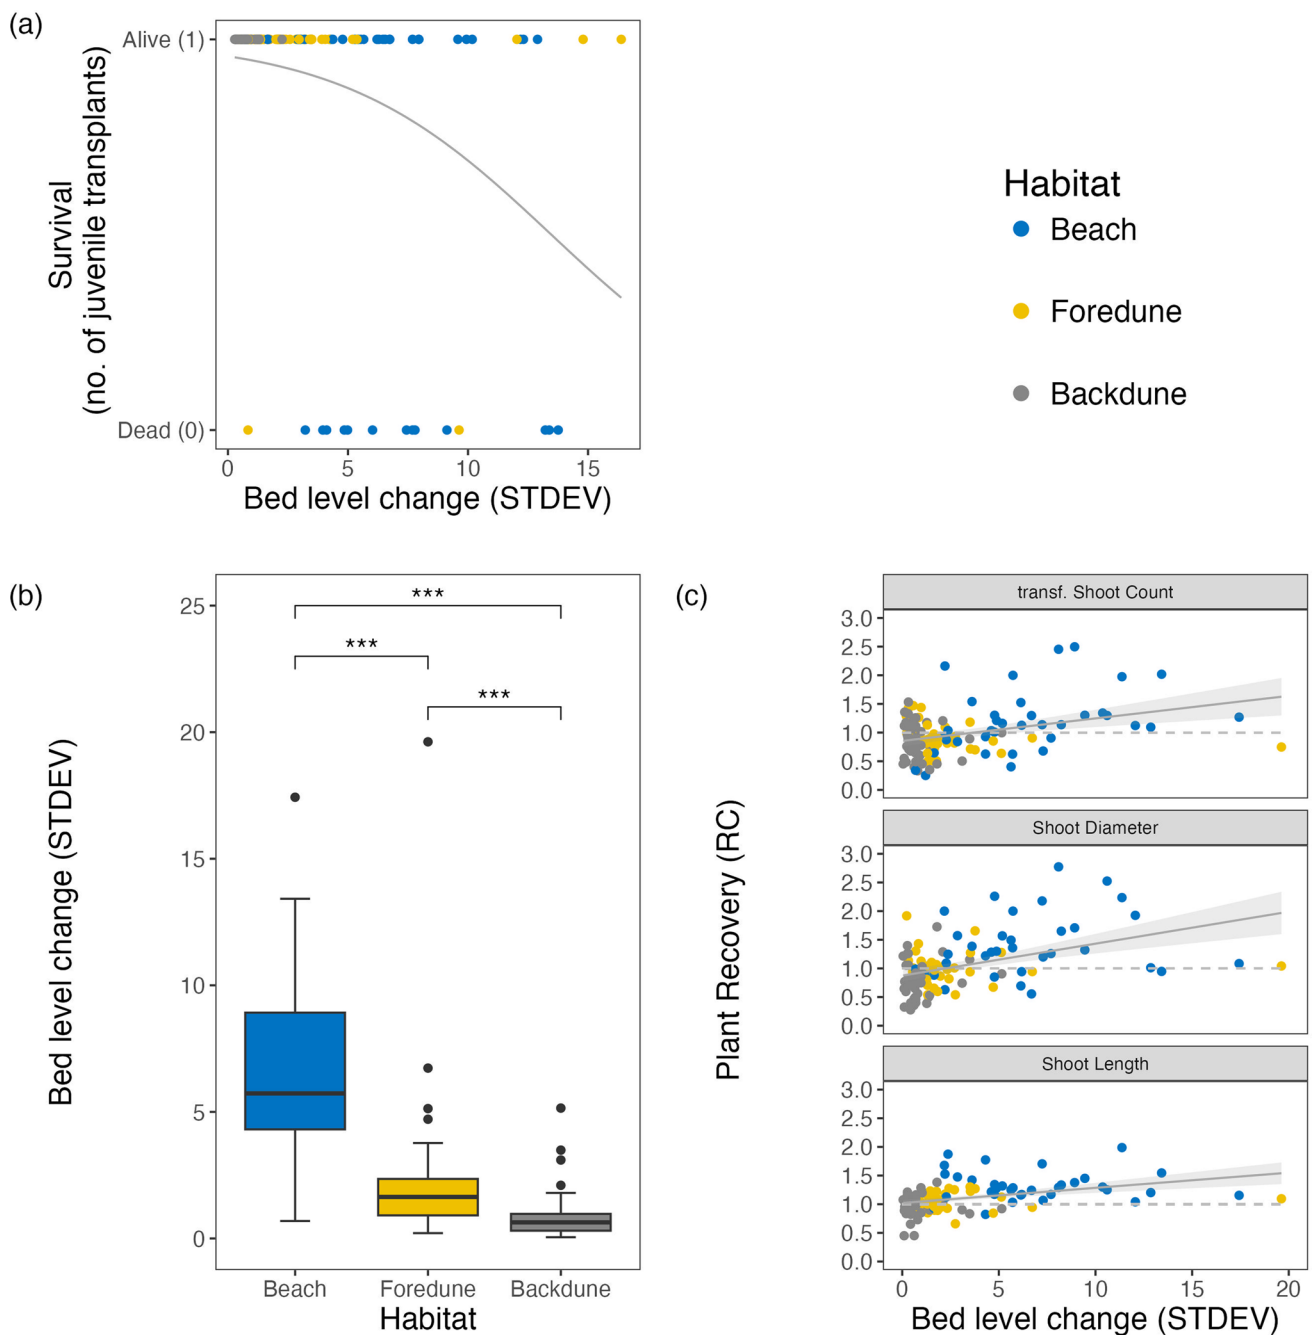 (a)
Survival
(no. of juvenile transplants)
Alive (1)
Dead (0)
0 5 10 15
Bed level change (STDEV)
Habitat
Beach
Foredune
Backdune
(b)
Bed level change (STDEV)
25
20
15
10
5
0
***
***
***
Beach Foredune Backdune
Habitat
(c)
Plant Recovery (RC)
transf. Shoot Count
3.0
2.5
2.0
1.5
1.0
0.5
0.0
Shoot Diameter
3.0
2.5
2.0
1.5
1.0
0.5
0.0
Shoot Length
3.0
2.5
2.0
1.5
1.0
0.5
0.0
0 5 10 15 20
Bed level change (STDEV)